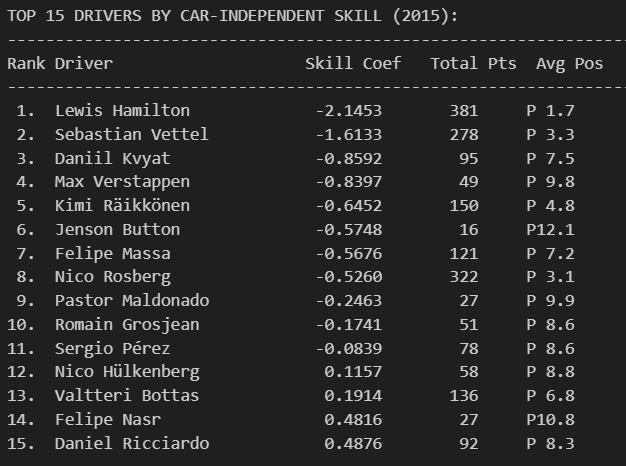 TOP 15 DRIVERS BY CAR-INDEPENDENT SKILL (2015):
--------------------------------------------------------------------
Rank Driver Skill Coef Total Pts Avg Pos
--------------------------------------------------------------------
1. Lewis Hamilton -2.1453 381 P 1.7
2. Sebastian Vettel -1.6133 278 P 3.3
3. Daniil Kvyat -0.8592 95 P 7.5
4. Max Verstappen -0.8397 49 P 9.8
5. Kimi Räikkönen -0.6452 150 P 4.8
6. Jenson Button -0.5748 16 P12.1
7. Felipe Massa -0.5676 121 P 7.2
8. Nico Rosberg -0.5260 322 P 3.1
9. Pastor Maldonado -0.2463 27 P 9.9
10. Romain Grosjean -0.1741 51 P 8.6
11. Sergio Pérez -0.0839 78 P 8.6
12. Nico Hülkenberg 0.1157 58 P 8.8
13. Valtteri Bottas 0.1914 136 P 6.8
14. Felipe Nasr 0.4816 27 P10.8
15. Daniel Ricciardo 0.4876 92 P 8.3